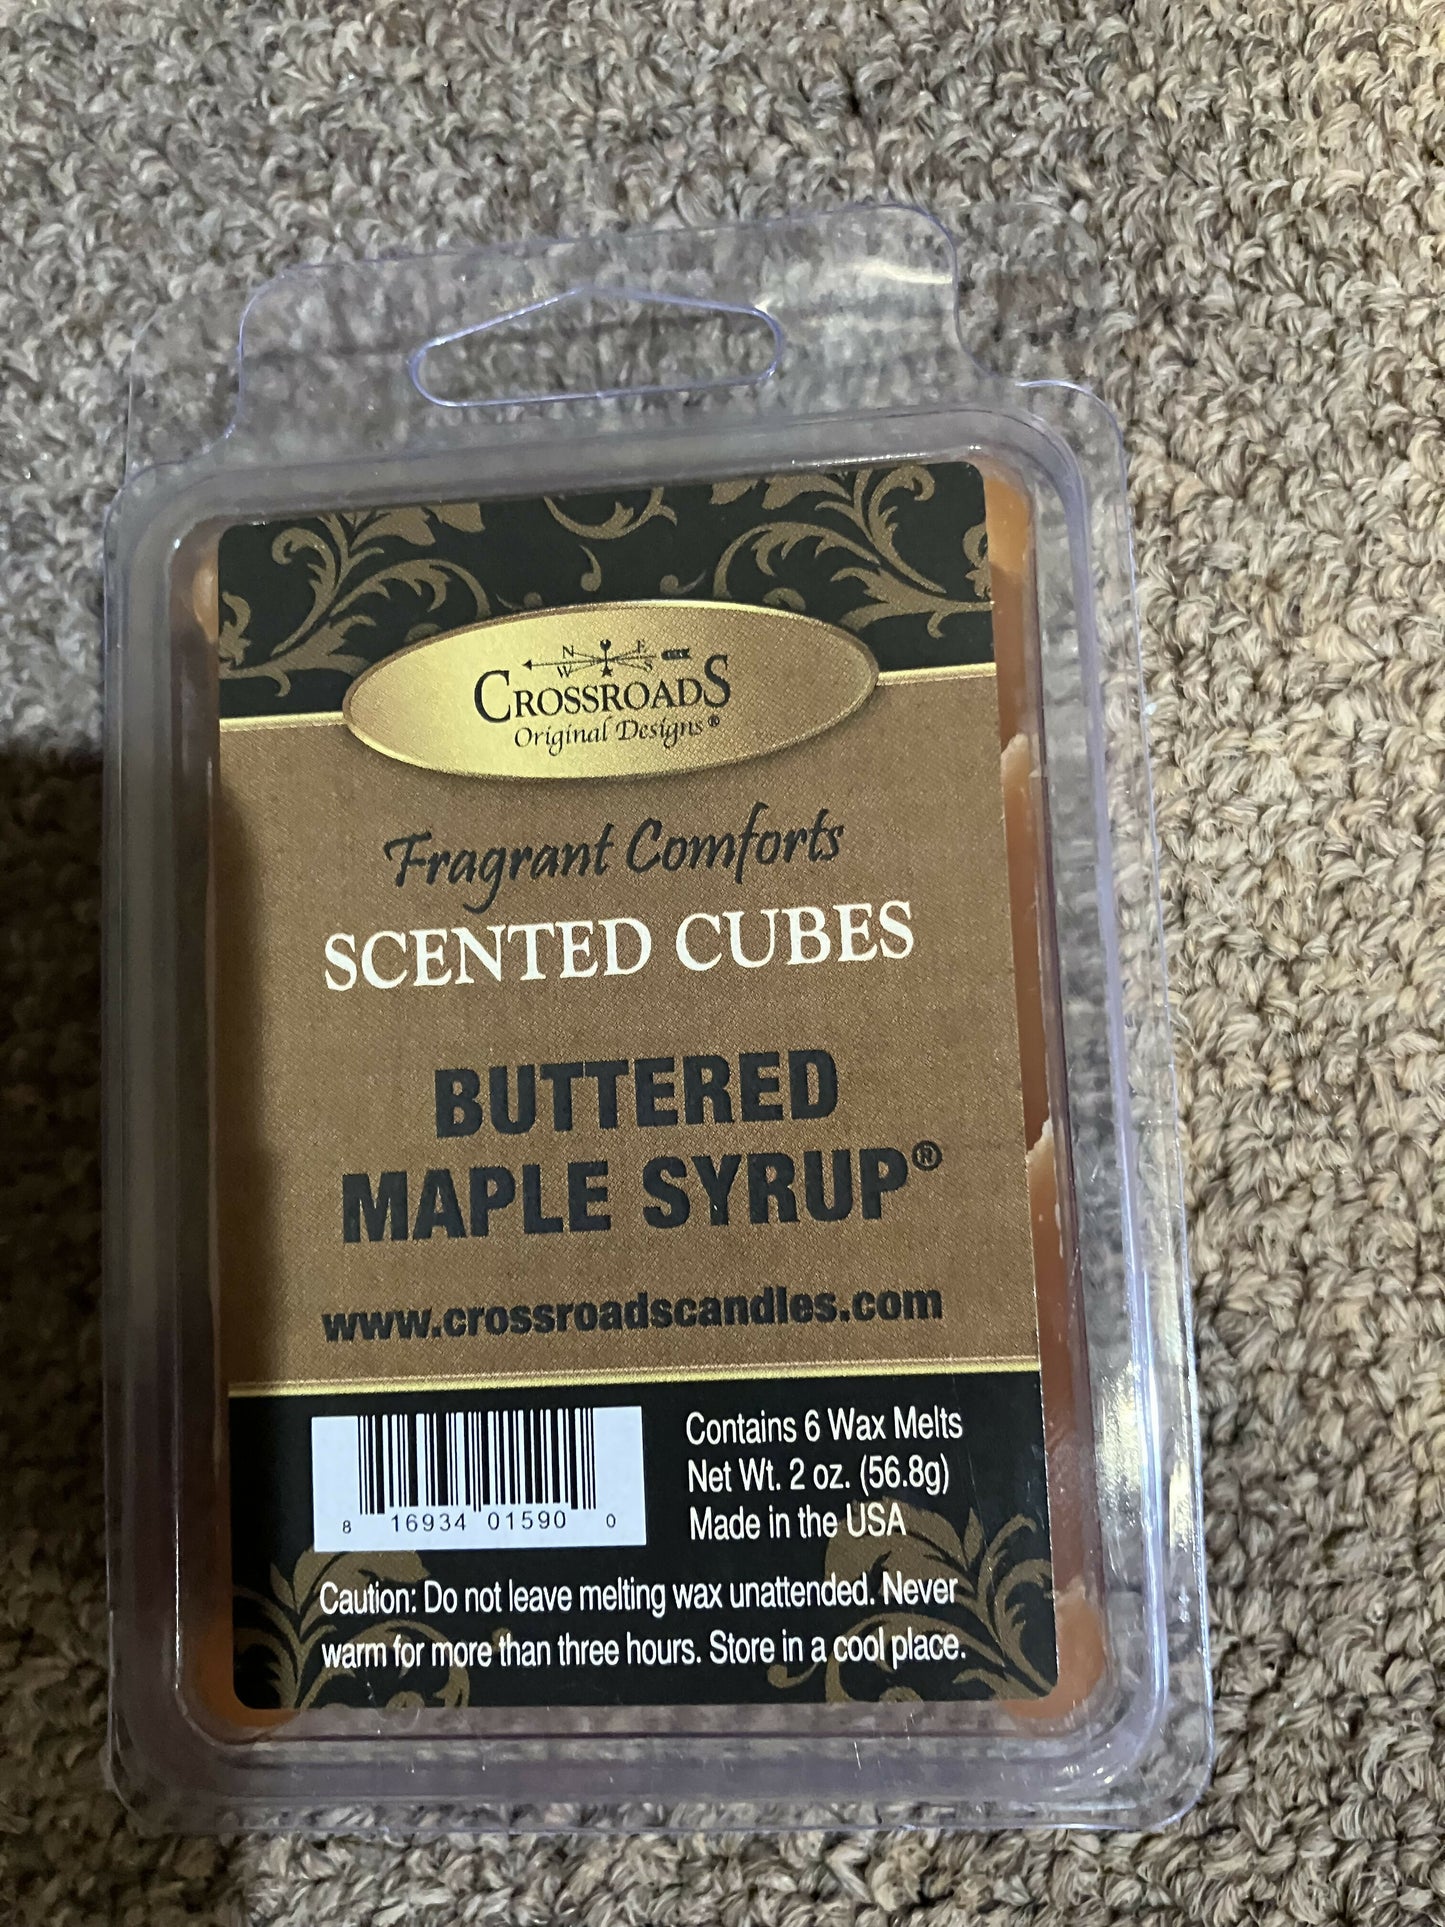 N E
W S
CROSSROADS
Original Designs®
Fragrant Comforts
SCENTED CUBES
BUTTERED
MAPLE SYRUP®
www.crossroadscandles.com
8 16934 01590 0
Contains 6 Wax Melts
Net Wt. 2 oz. (56.8g)
Made in the USA
Caution: Do not leave melting wax unattended. Never
warm for more than three hours. Store in a cool place.